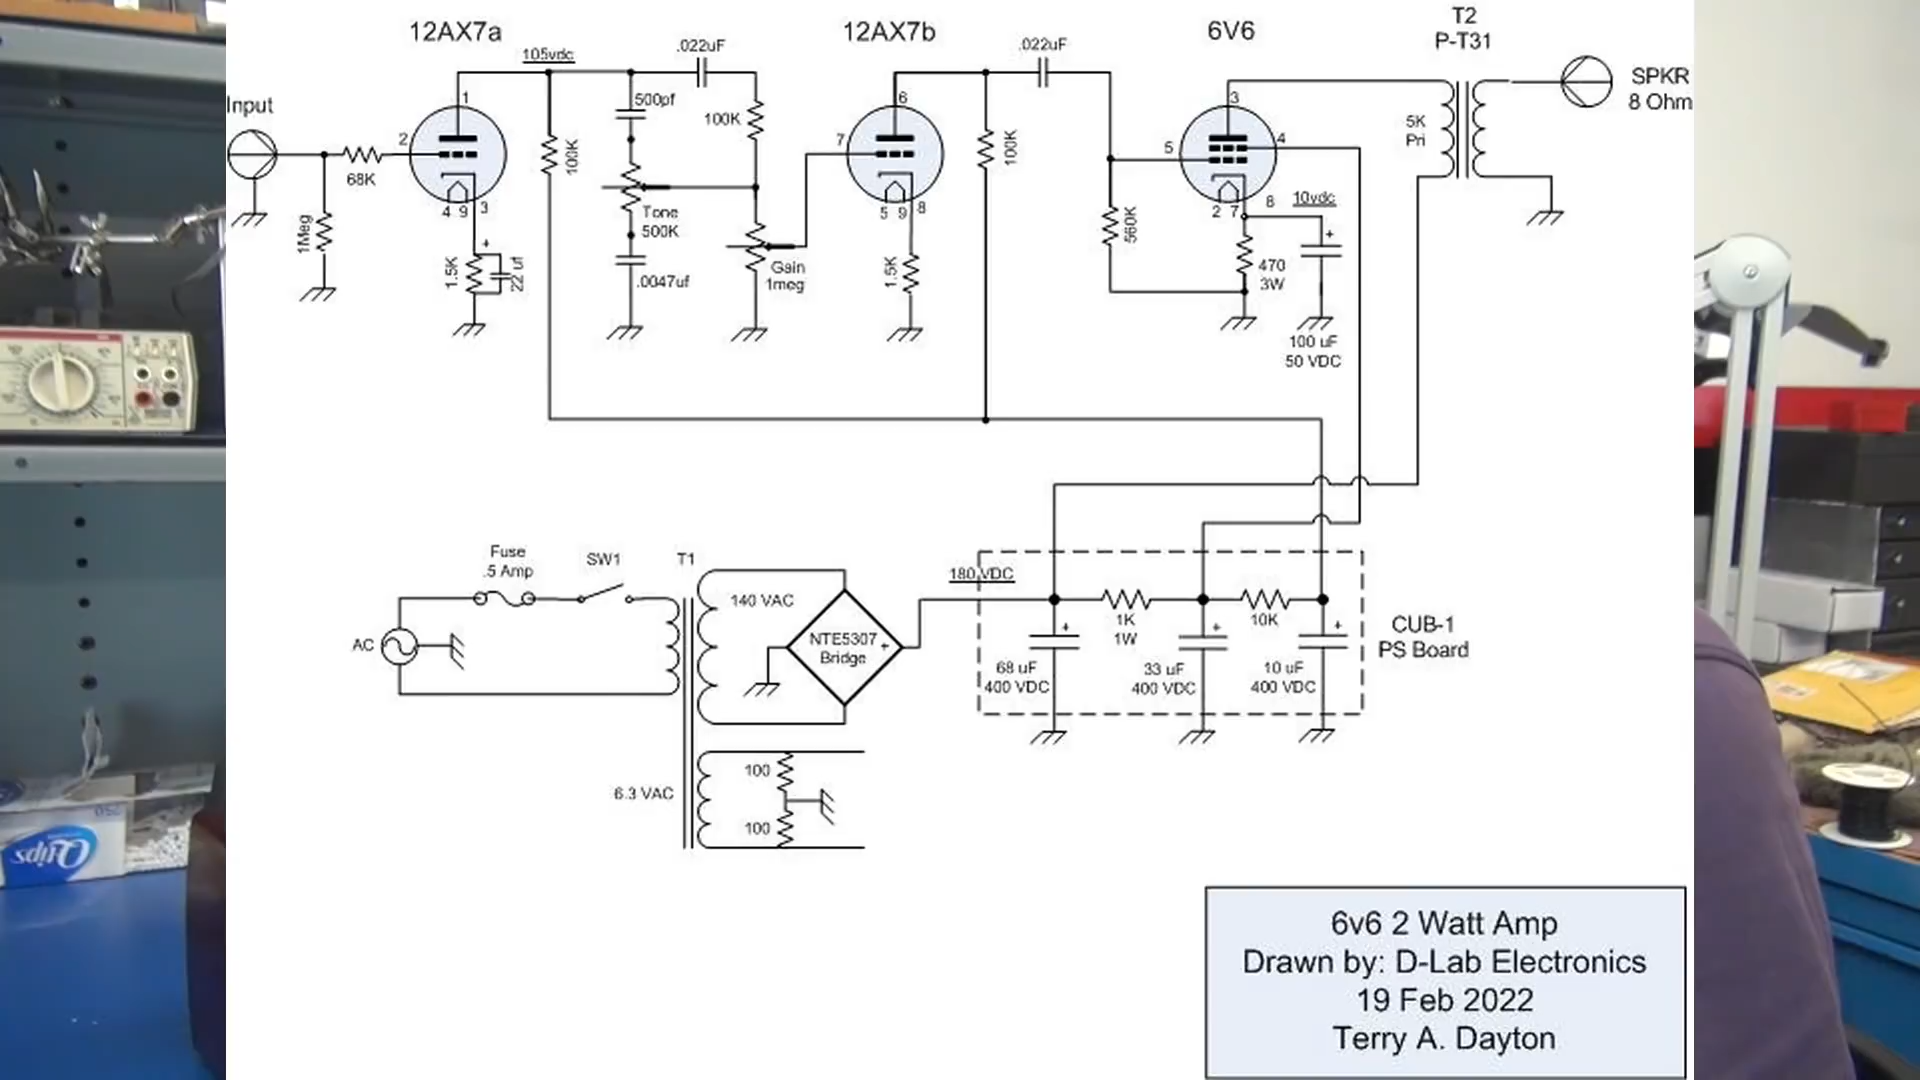 12AX7a
12AX7b
6V6
T2
P-T31
105vdc
.022uF
.022uF
Input
SPKR
8 Ohm
1
500pf
6
3
100K
5K
Pri
2
68K
100K
7
100K
5
4
4 9 3
1Meg
Tone
500K
5 9 8
560K
2 7 8
10vdc
+
+
1.5K
22 uf
.0047uf
Gain
1meg
1.5K
470
3W
100 uF
50 VDC
Fuse
.5 Amp
SW1
T1
140 VAC
180 VDC
AC
NTE5307
Bridge
+
1K
1W
10K
+
+
+
68 uF
400 VDC
33 uF
400 VDC
10 uF
400 VDC
CUB-1
PS Board
6.3 VAC
100
100
Q-tips
6v6 2 Watt Amp
Drawn by: D-Lab Electronics
19 Feb 2022
Terry A. Dayton